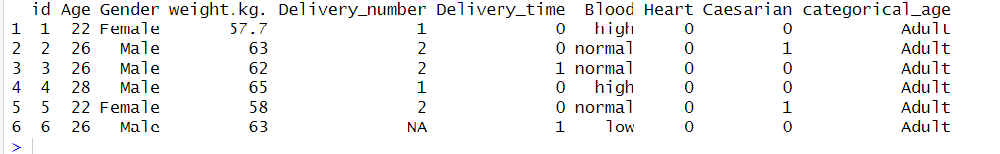 id Age Gender weight.kg. Delivery_number Delivery_time Blood Heart Caesarian categorical_age
1 1 22 Female 57.7 1 0 high 0 0 Adult
2 2 26 Male 63 2 0 normal 0 1 Adult
3 3 26 Male 62 2 1 normal 0 0 Adult
4 4 28 Male 65 1 0 high 0 0 Adult
5 5 22 Female 58 2 0 normal 0 1 Adult
6 6 26 Male 63 NA 1 low 0 0 Adult
>